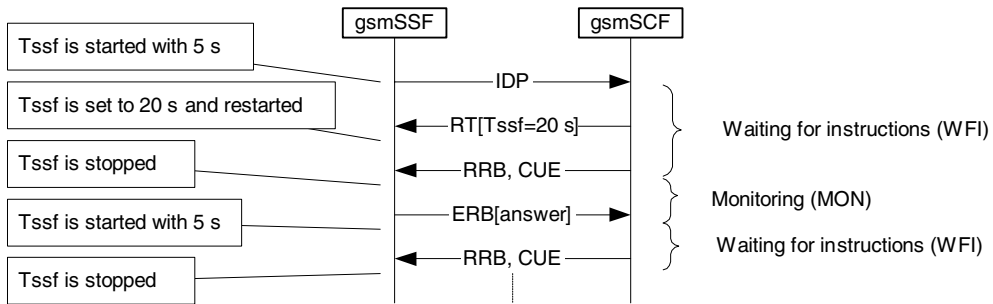 gsmSSF gsmSCF
Tssf is started with 5 s
IDP
Tssf is set to 20 s and restarted
RT[Tssf=20 s]
Waiting for instructions (WFI)
Tssf is stopped
RRB, CUE
Monitoring (MON)
Tssf is started with 5 s
ERB[answer]
Waiting for instructions (WFI)
RRB, CUE
Tssf is stopped